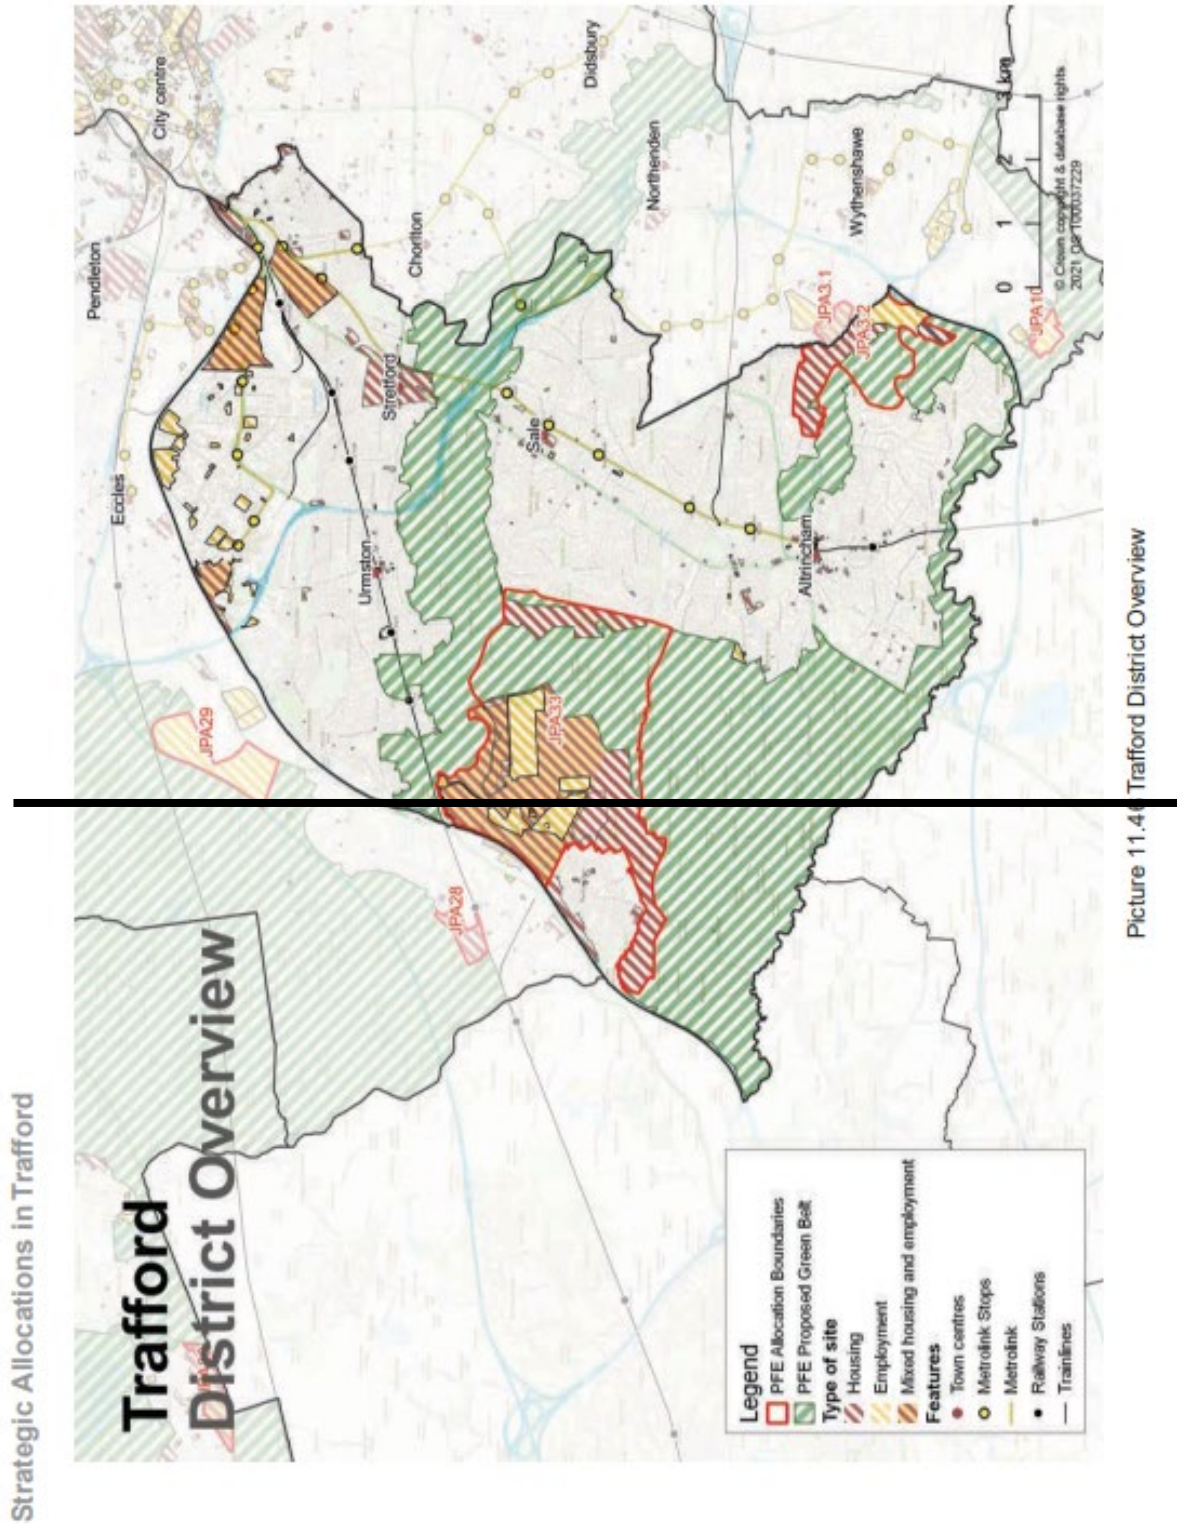 Strategic Allocations in Trafford
Trafford
District Overview
City centre
Pendleton
Didsbury
Eccles
Chorlton
Northenden
Stretford
Wythenshawe
Sale
Urmston
Altrincham
JPA29
JPA28
JPA33
JPA3.1
JPA3.2
JPA10
Legend
PFE Allocation Boundaries
PFE Proposed Green Belt
Type of site
Housing
Employment
Mixed housing and employment
Features
Town centres
Metrolink Stops
Metrolink
Railway Stations
Trainlines
0 1 2 3 km
© Crown copyright & database rights
2021 OS 100037229
Picture 11.46 Trafford District Overview